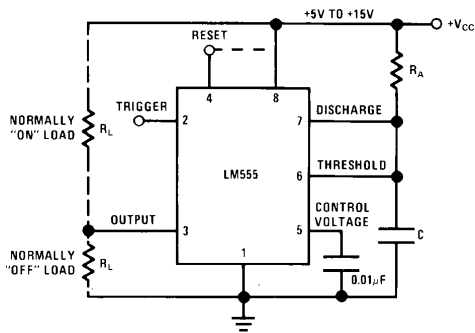 +5V TO +15V
+VCC
RESET
RA
4
8
TRIGGER
2
7
DISCHARGE
NORMALLY
"ON" LOAD
RL
LM555
6
THRESHOLD
OUTPUT
3
5
CONTROL
VOLTAGE
C
NORMALLY
"OFF" LOAD
RL
1
0.01μF